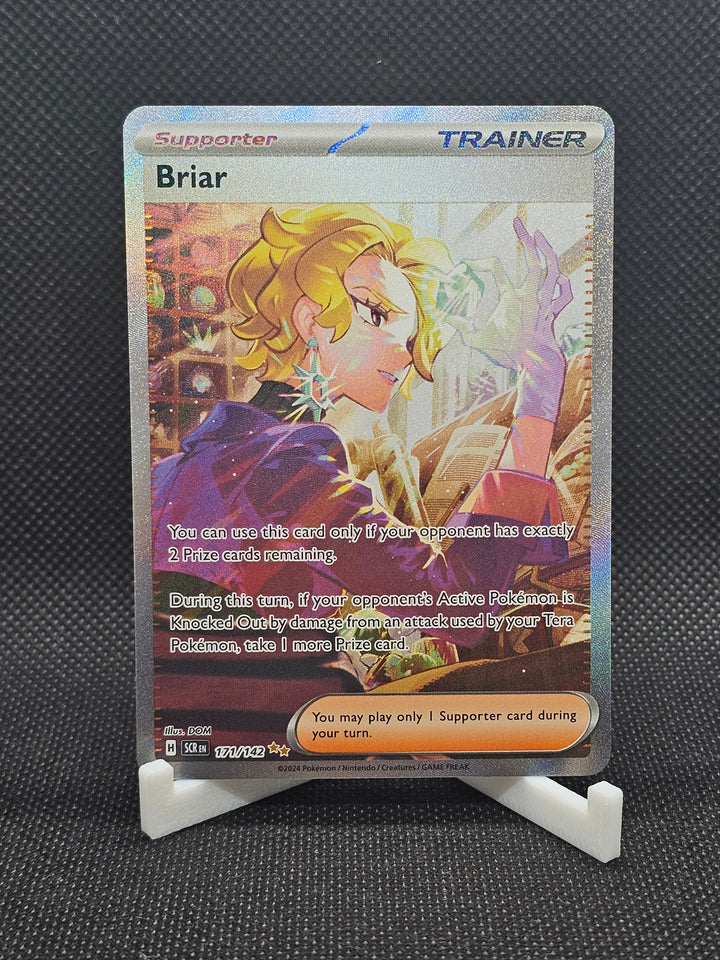 Supporter TRAINER
Briar
You can use this card only if your opponent has exactly
2 Prize cards remaining.
During this turn, if your opponent's Active Pokémon is
Knocked Out by damage from an attack used by your Tera
Pokémon, take 1 more Prize card.
You may play only 1 Supporter card during
your turn.
Illus. DOM
H SCR EN 171/142
©2024 Pokémon / Nintendo / Creatures / GAME FREAK